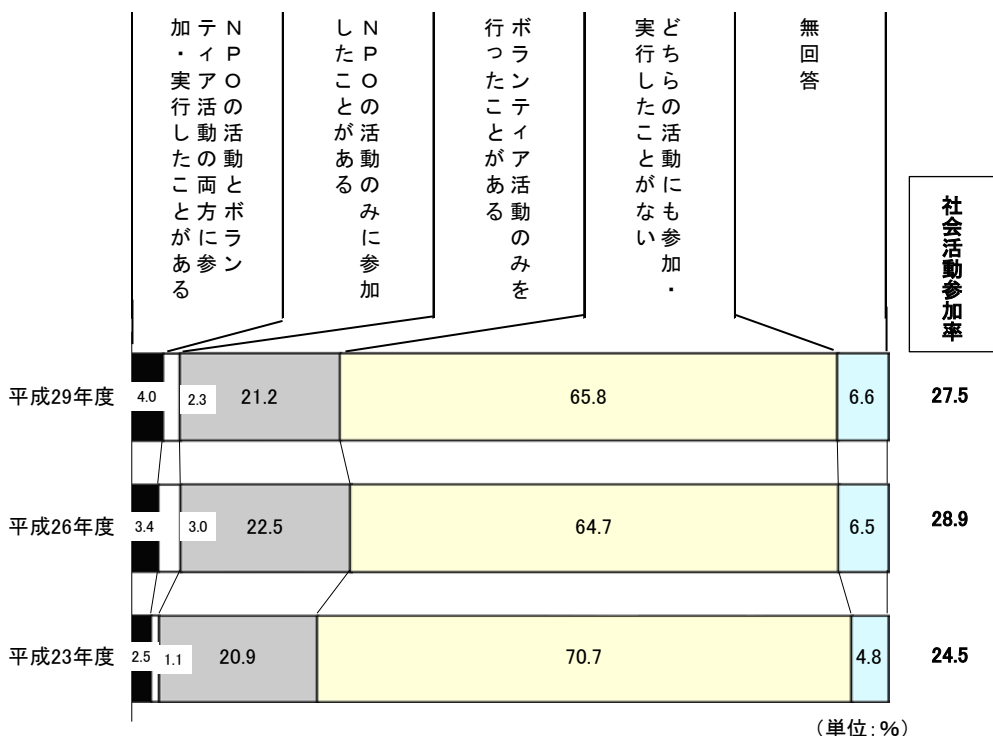 NPOの活動とボラン
ティア活動の両方に参
加・実行したことがある
NPOの活動のみに参加
したことがある
ボランティア活動のみを
行ったことがある
どちらの活動にも参加・
実行したことがない
無回答
社会活動参加率
平成29年度 4.0 2.3 21.2 65.8 6.6 27.5
平成26年度 3.4 3.0 22.5 64.7 6.5 28.9
平成23年度 2.5 1.1 20.9 70.7 4.8 24.5
(単位:%)